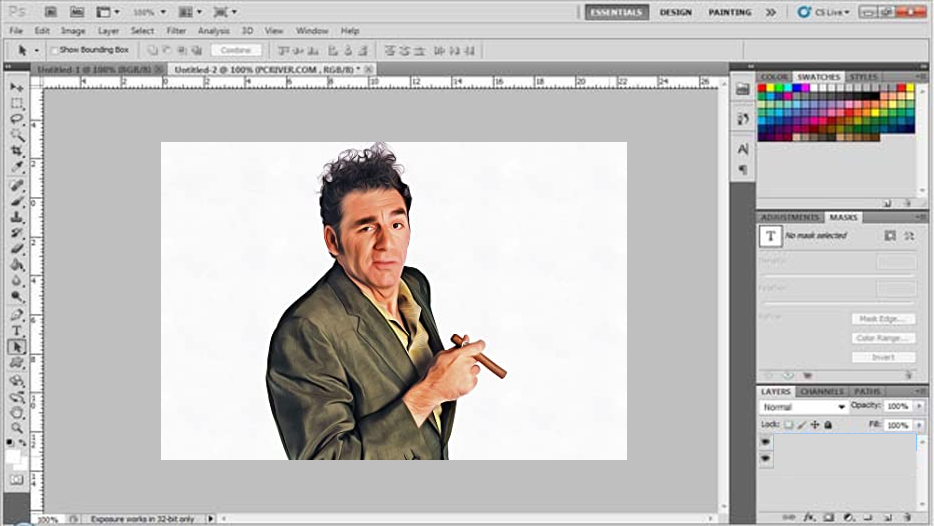 Ps Br Mb 100%
ESSENTIALS DESIGN PAINTING CS Live
File Edit Image Layer Select Filter Analysis 3D View Window Help
Show Bounding Box Combine
Untitled-1 @ 100% (RGB/8) Untitled-2 @ 100% (PCRIVER.COM , RGB/8) *
4 2 0 2 4 6 8 10 12 14 16 18 20 22 24 26
COLOR SWATCHES STYLES
ADJUSTMENTS MASKS
T No mask selected
Density:
Feather:
Refine:
Mask Edge...
Color Range...
Invert
LAYERS CHANNELS PATHS
Normal Opacity: 100%
Lock: Fill: 100%
100% Exposure works in 32-bit only